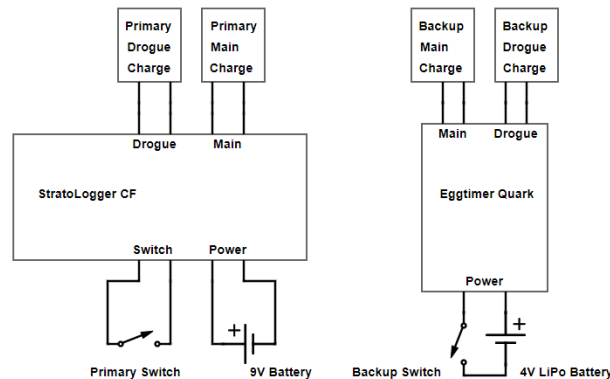 Primary
Drogue
Charge
Primary
Main
Charge
Backup
Main
Charge
Backup
Drogue
Charge
Drogue
Main
Main
Drogue
StratoLogger CF
Eggtimer Quark
Switch
Power
Power
+
+
Primary Switch
9V Battery
Backup Switch
4V LiPo Battery